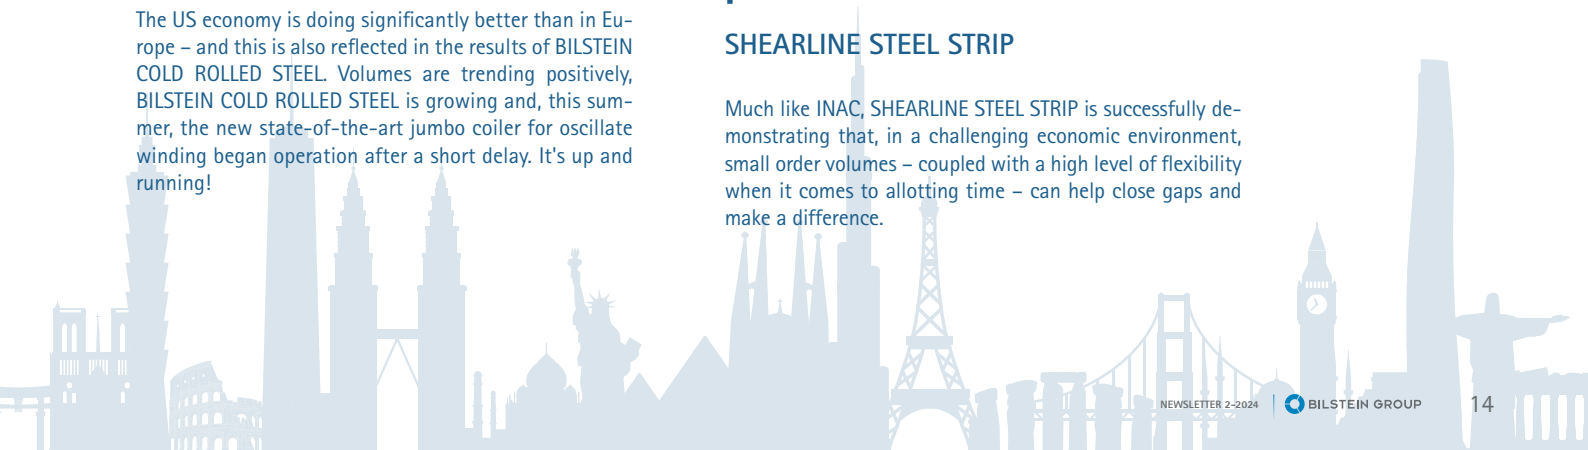 The US economy is doing significantly better than in Eu-
rope – and this is also reflected in the results of BILSTEIN
COLD ROLLED STEEL. Volumes are trending positively,
BILSTEIN COLD ROLLED STEEL is growing and, this sum-
mer, the new state-of-the-art jumbo coiler for oscillate
winding began operation after a short delay. It's up and
running!
SHEARLINE STEEL STRIP
Much like INAC, SHEARLINE STEEL STRIP is successfully de-
monstrating that, in a challenging economic environment,
small order volumes – coupled with a high level of flexibility
when it comes to allotting time – can help close gaps and
make a difference.
NEWSLETTER 2-2024 BILSTEIN GROUP 14